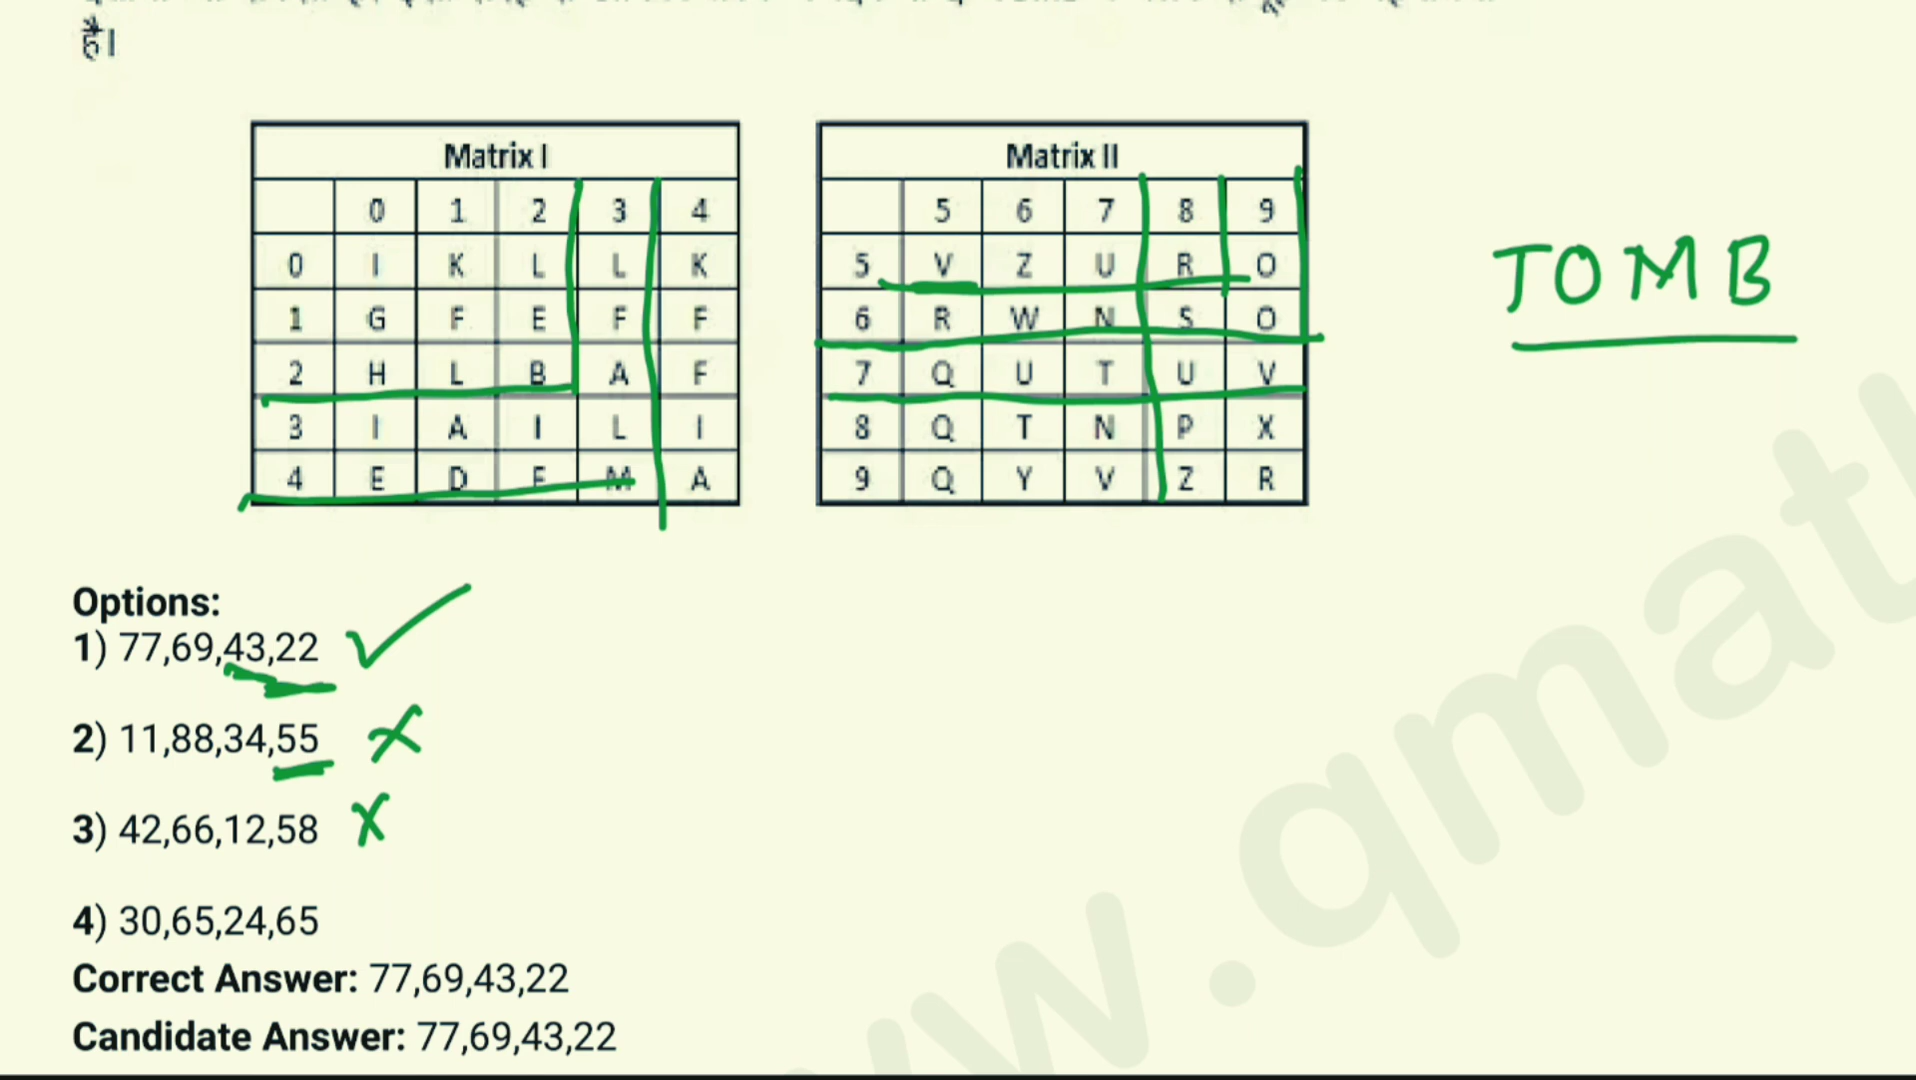 है।
Matrix I
0 1 2 3 4
0 I K L L K
1 G F E F F
2 H L B A F
3 I A I L I
4 E D F M A
Matrix II
5 6 7 8 9
5 V Z U R O
6 R W N S O
7 Q U T U V
8 Q T N P X
9 Q Y V Z R
TOMB
Options:
1) 77,69,43,22
2) 11,88,34,55
3) 42,66,12,58
4) 30,65,24,65
Correct Answer: 77,69,43,22
Candidate Answer: 77,69,43,22
w.qmat